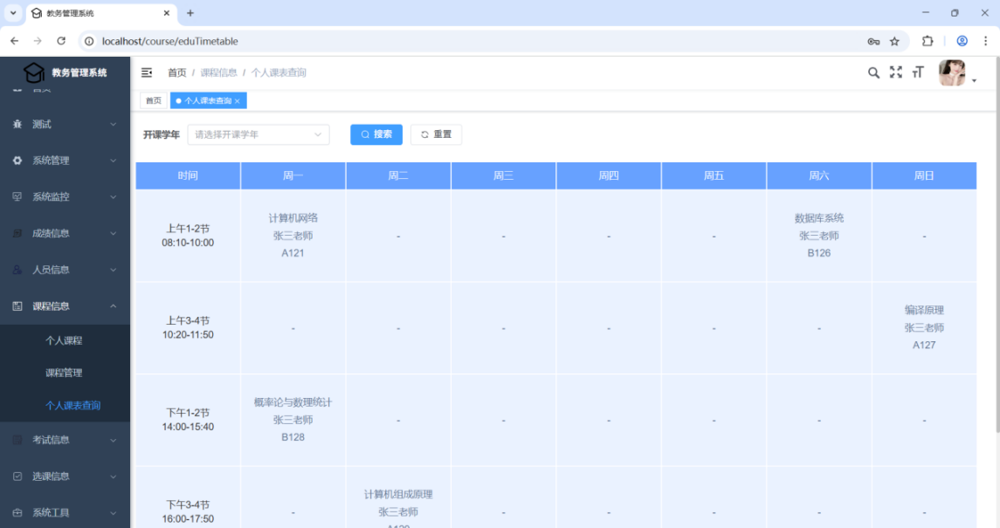 教务管理系统
localhost/course/eduTimetable
教务管理系统
首页 / 课程信息 / 个人课表查询
首页
个人课表查询
开课学年
请选择开课学年
搜索
重置
首页
测试
系统管理
系统监控
成绩信息
人员信息
课程信息
个人课程
课程管理
个人课表查询
考试信息
选课信息
系统工具
时间 周一 周二 周三 周四 周五 周六 周日
上午1-2节
08:10-10:00
计算机网络
张三老师
A121
-
-
-
-
数据库系统
张三老师
B126
-
上午3-4节
10:20-11:50
-
-
-
-
-
-
编译原理
张三老师
A127
下午1-2节
14:00-15:40
概率论与数理统计
张三老师
B128
-
-
-
-
-
-
下午3-4节
16:00-17:50
-
计算机组成原理
张三老师
-
-
-
-
-